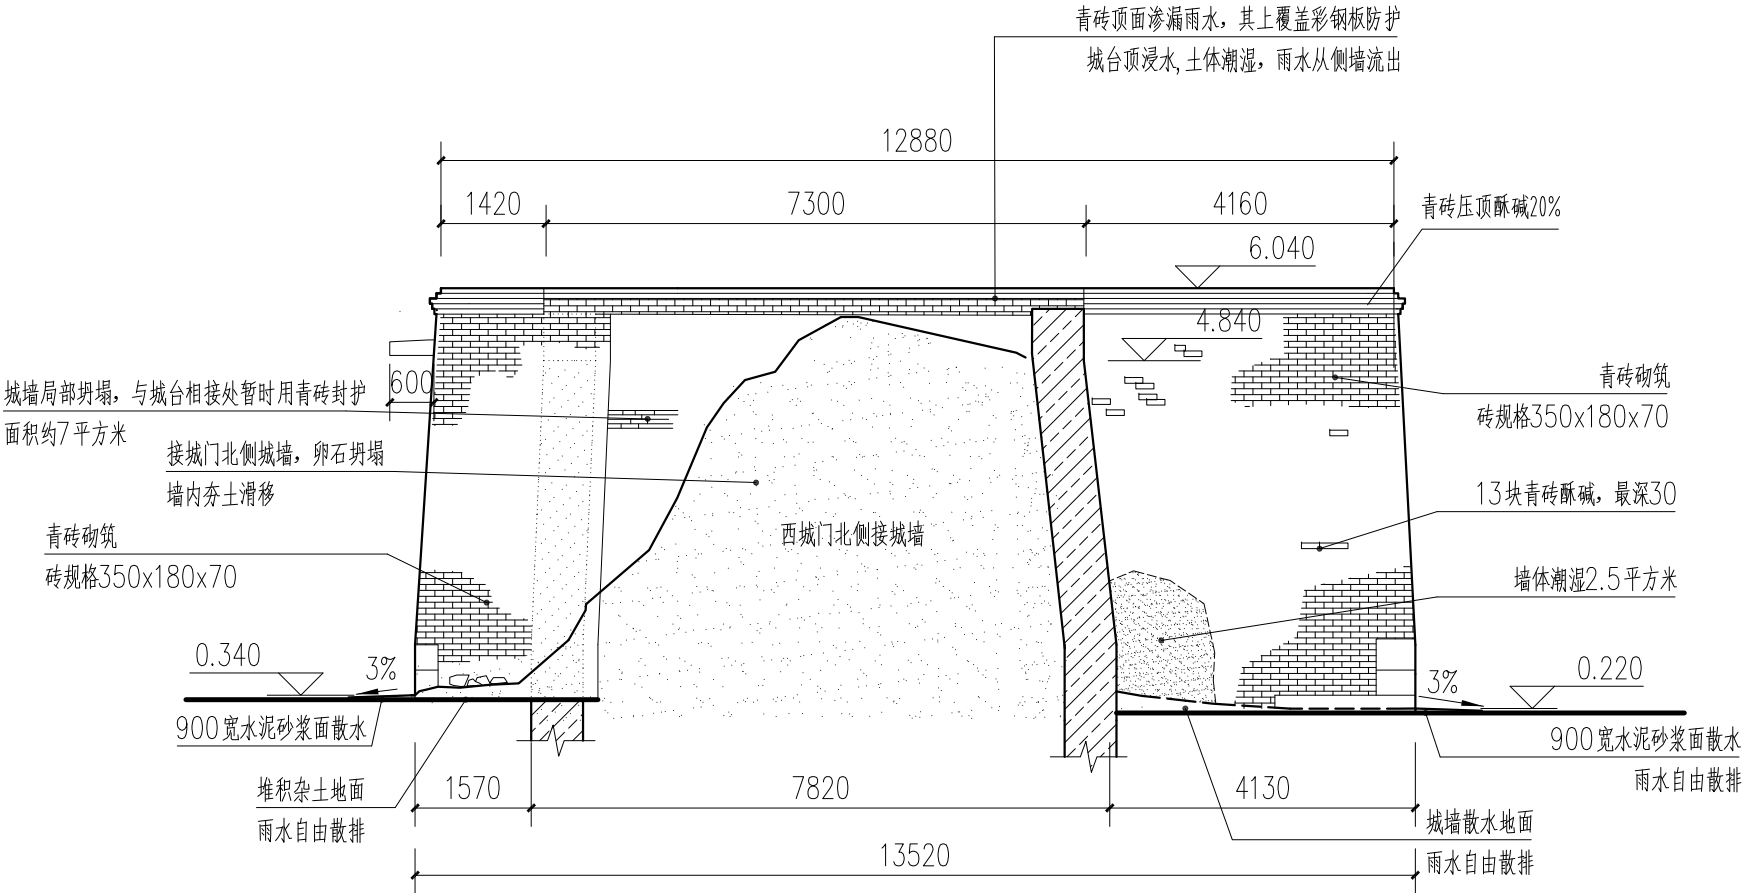 青砖顶面渗漏雨水，其上覆盖彩钢板防护
城台顶浸水,土体潮湿，雨水从侧墙流出
12880
1420
7300
4160
青砖压顶酥碱20%
6.040
4.840
600
城墙局部坍塌，与城台相接处暂时用青砖封护
面积约7平方米
青砖砌筑
砖规格350x180x70
接城门北侧城墙，卵石坍塌
墙内夯土滑移
13块青砖酥碱，最深30
西城门北侧接城墙
青砖砌筑
砖规格350x180x70
墙体潮湿2.5平方米
0.340
3%
3%
0.220
900宽水泥砂浆面散水
900宽水泥砂浆面散水
雨水自由散排
堆积杂土地面
雨水自由散排
1570
7820
4130
城墙散水地面
雨水自由散排
13520